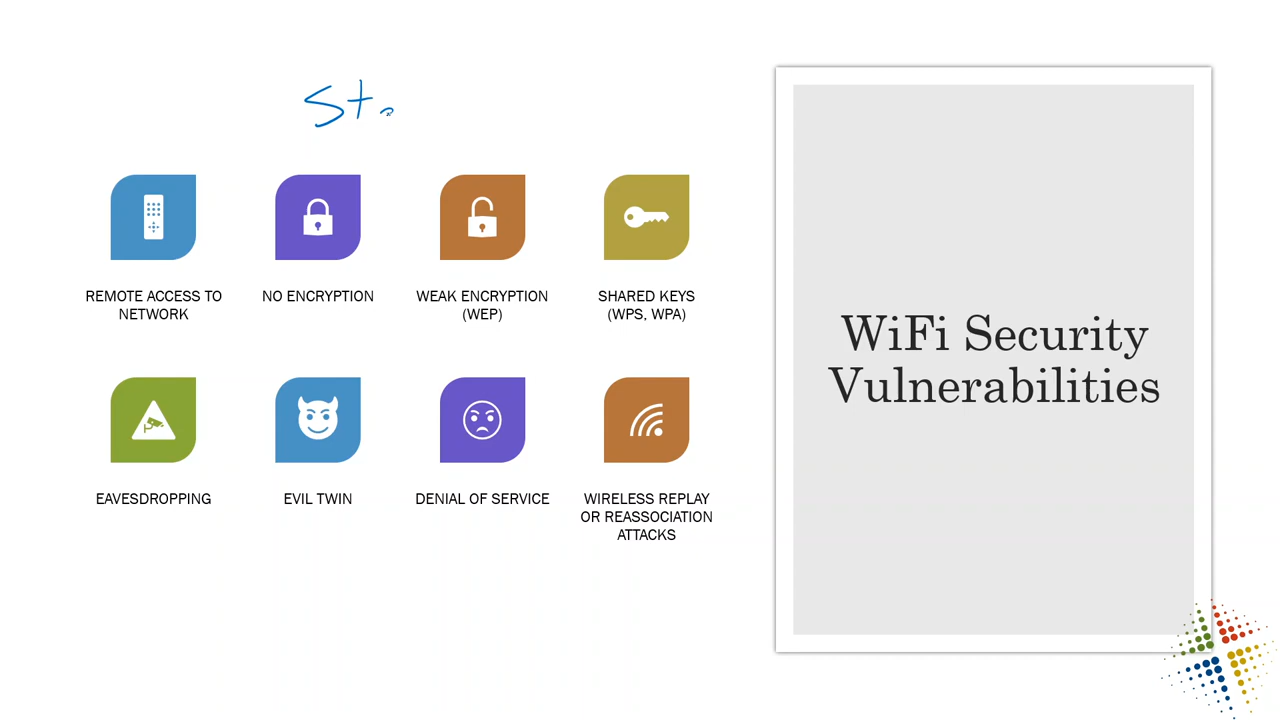 St
REMOTE ACCESS TO
NETWORK
NO ENCRYPTION
WEAK ENCRYPTION
(WEP)
SHARED KEYS
(WPS, WPA)
EAVESDROPPING
EVIL TWIN
DENIAL OF SERVICE
WIRELESS REPLAY
OR REASSOCIATION
ATTACKS
WiFi Security
Vulnerabilities